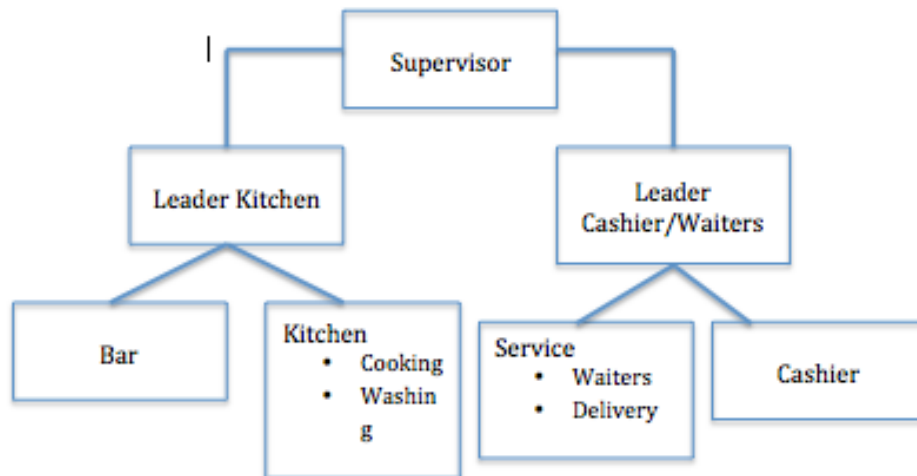 Supervisor
Leader Kitchen
Leader
Cashier/Waiters
Bar
Kitchen
• Cooking
• Washin
g
Service
• Waiters
• Delivery
Cashier